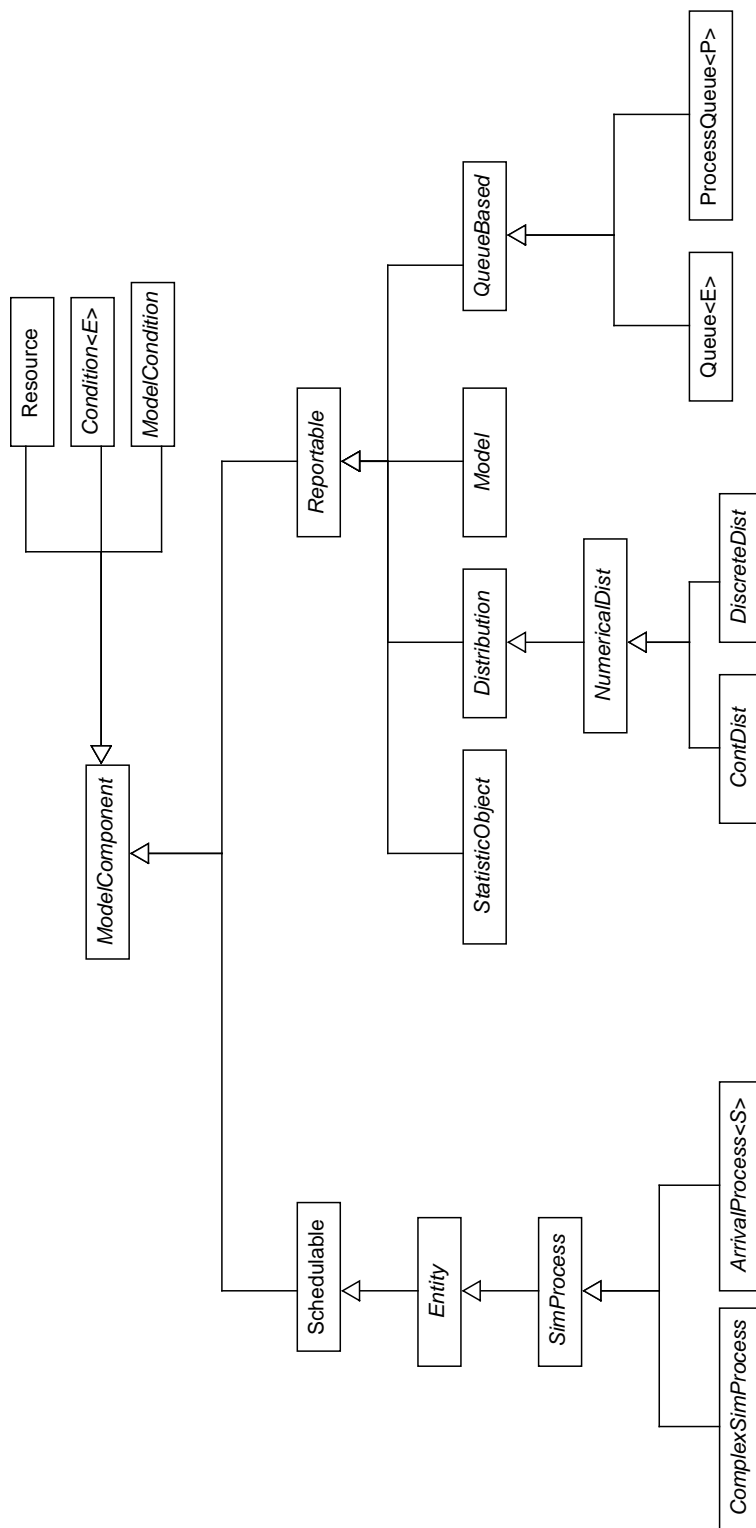 Resource
Condition<E>
ModelCondition
ModelComponent
Schedulable
Reportable
Entity
StatisticObject
Distribution
Model
QueueBased
SimProcess
NumericalDist
ComplexSimProcess
ArrivalProcess<S>
ContDist
DiscreteDist
Queue<E>
ProcessQueue<P>